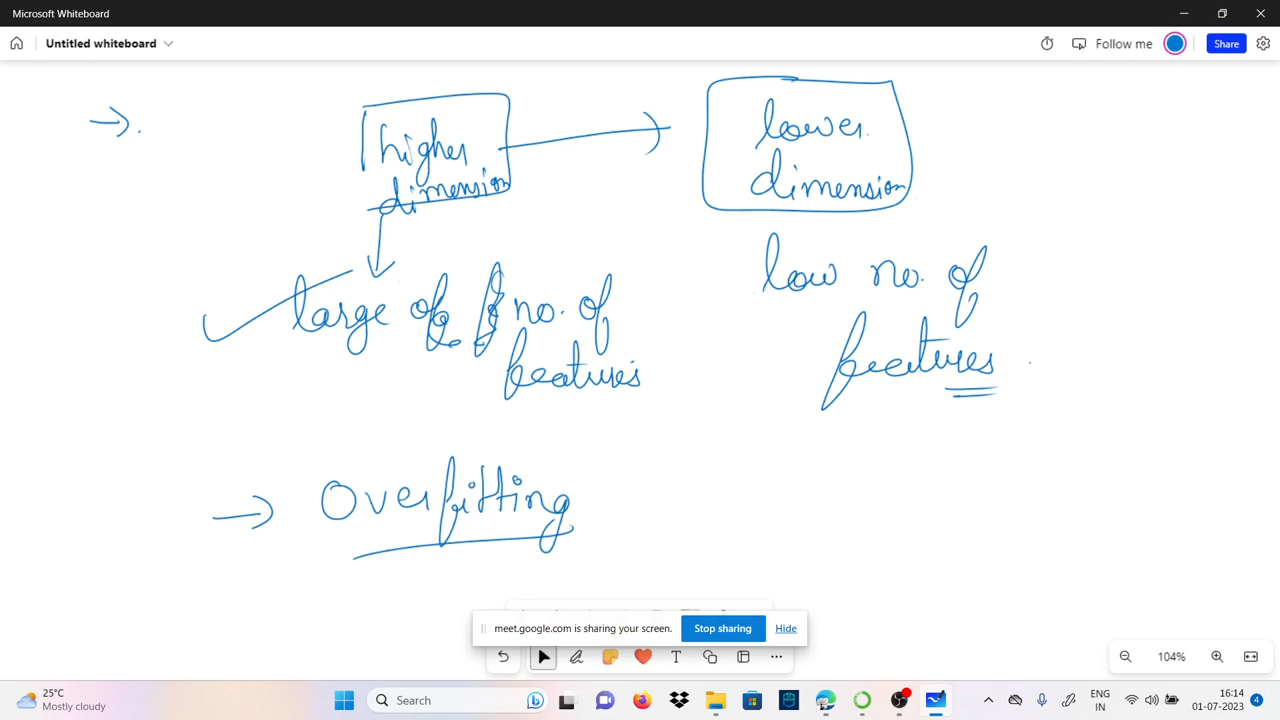 Microsoft Whiteboard
Untitled whiteboard
Follow me
Share
higher
dimension
lower
dimension
large of no. of
features
low no. of
features
Overfitting
meet.google.com is sharing your screen.
Stop sharing
Hide
104%
25°C
Mostly cloudy
Search
ENG
IN
16:14
01-07-2023
4